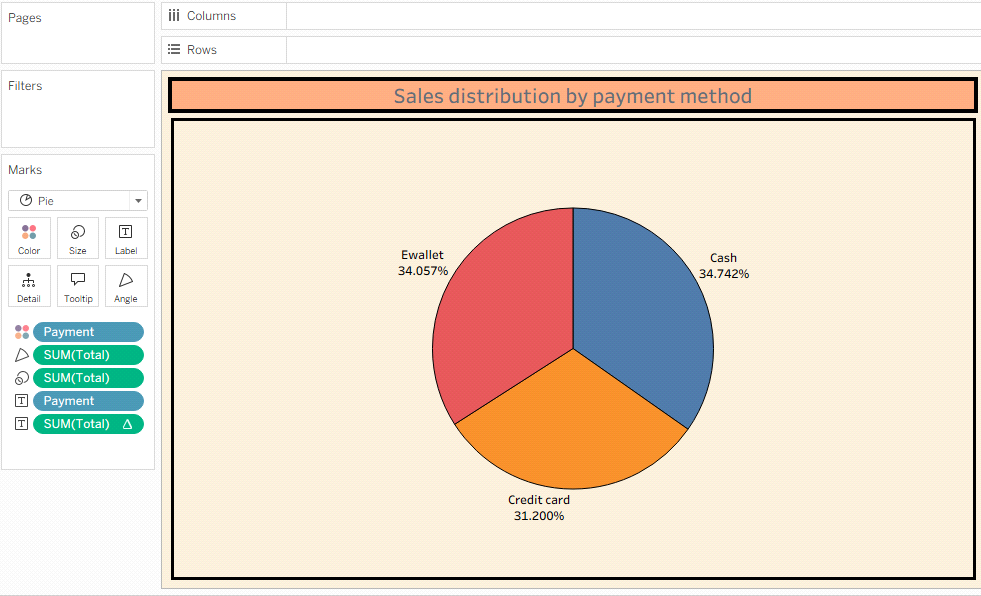 Pages
Columns
Rows
Filters
Sales distribution by payment method
Marks
Pie
Color
Size
Label
Detail
Tooltip
Angle
Payment
SUM(Total)
SUM(Total)
Payment
SUM(Total)
Ewallet
34.057%
Cash
34.742%
Credit card
31.200%